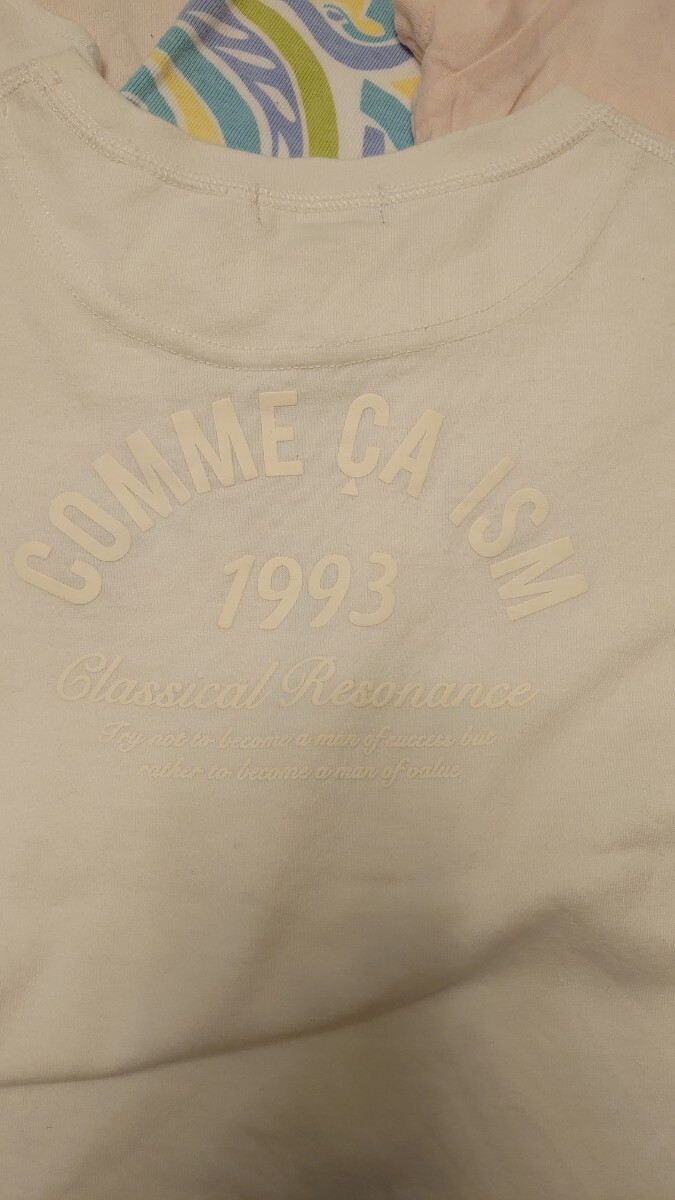 COMME ÇA ISM
1993
Classical Resonance
Try not to become a man of success but
rather to become a man of value